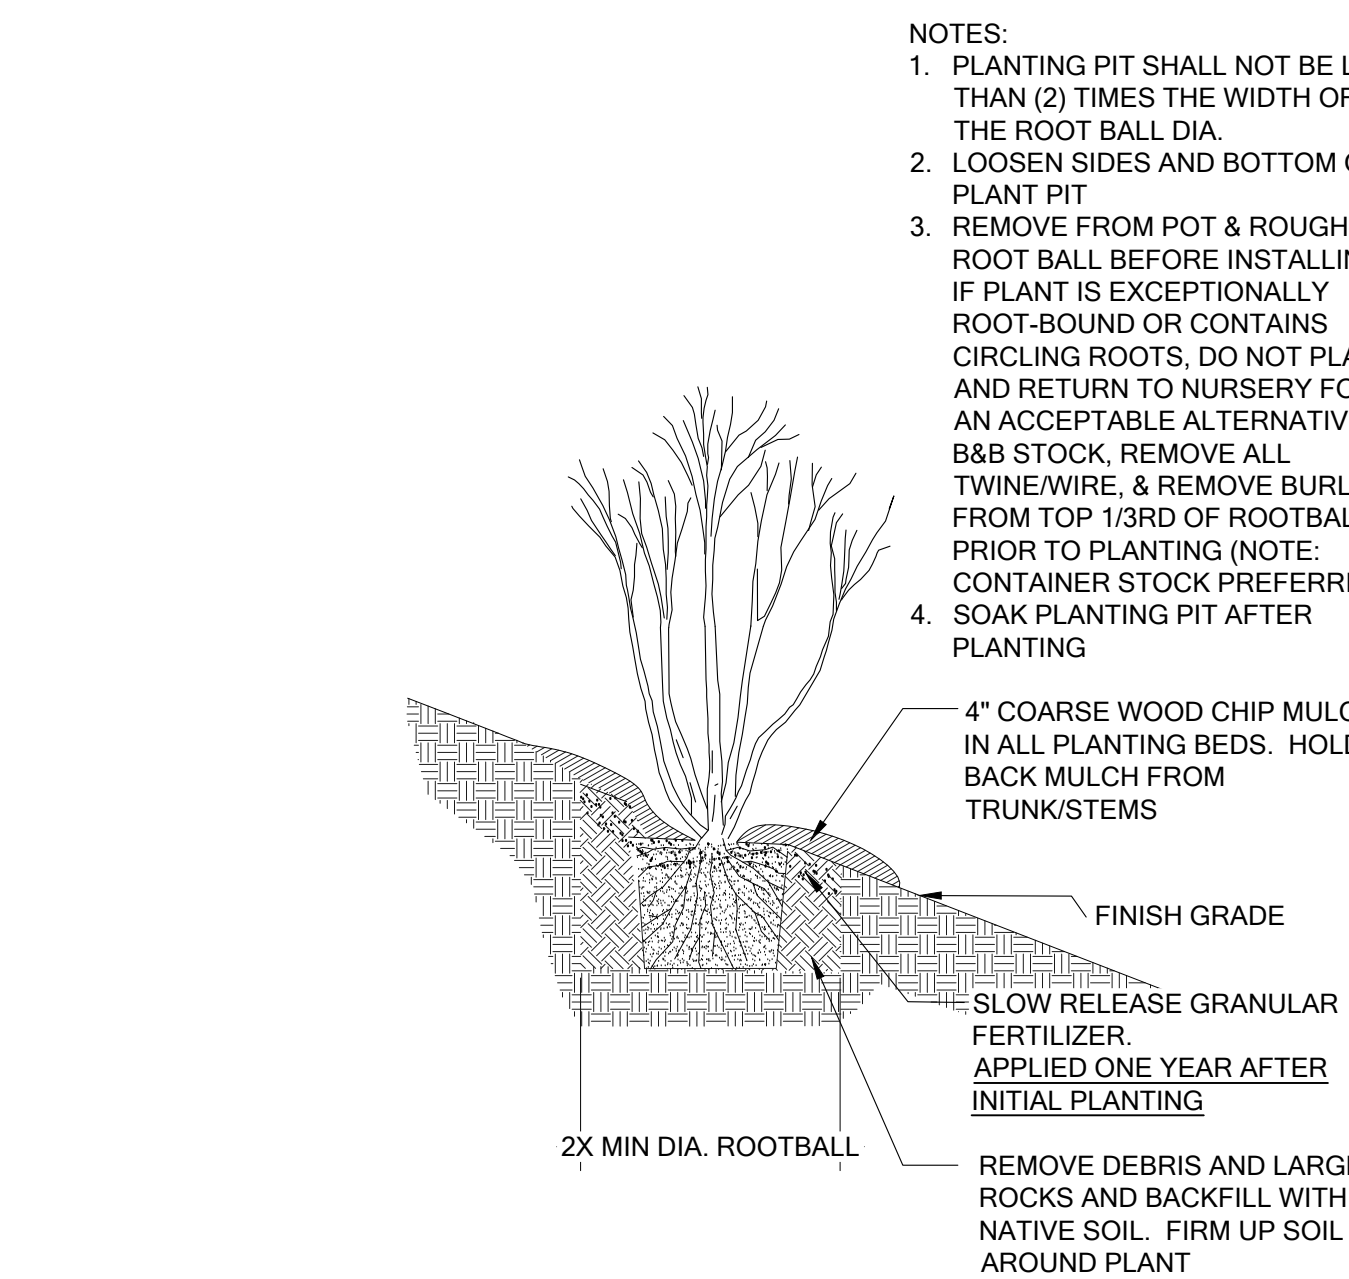 NOTES:
1. PLANTING PIT SHALL NOT BE
THAN (2) TIMES THE WIDTH
THE ROOT BALL DIA.
2. LOOSEN SIDES AND BOTTOM
PLANT PIT
3. REMOVE FROM POT & ROUGH
ROOT BALL BEFORE
IF PLANT IS EXCEPTIONALLY
ROOT-BOUND OR CONTAINS
CIRCLING ROOTS, DO NOT
AND RETURN TO NURSERY
AN ACCEPTABLE
B&B STOCK, REMOVE ALL
TWINE/WIRE, & REMOVE
FROM TOP 1/3RD OF
PRIOR TO PLANTING (NOTE:
CONTAINER STOCK
4. SOAK PLANTING PIT AFTER
PLANTING
4" COARSE WOOD CHIP
IN ALL PLANTING BEDS. HOLD
BACK MULCH FROM
TRUNK/STEMS
FINISH GRADE
SLOW RELEASE GRANULAR
FERTILIZER.
APPLIED ONE YEAR AFTER
INITIAL PLANTING
2X MIN DIA. ROOTBALL
REMOVE DEBRIS AND
ROCKS AND BACKFILL WITH
NATIVE SOIL. FIRM UP SOIL
AROUND PLANT